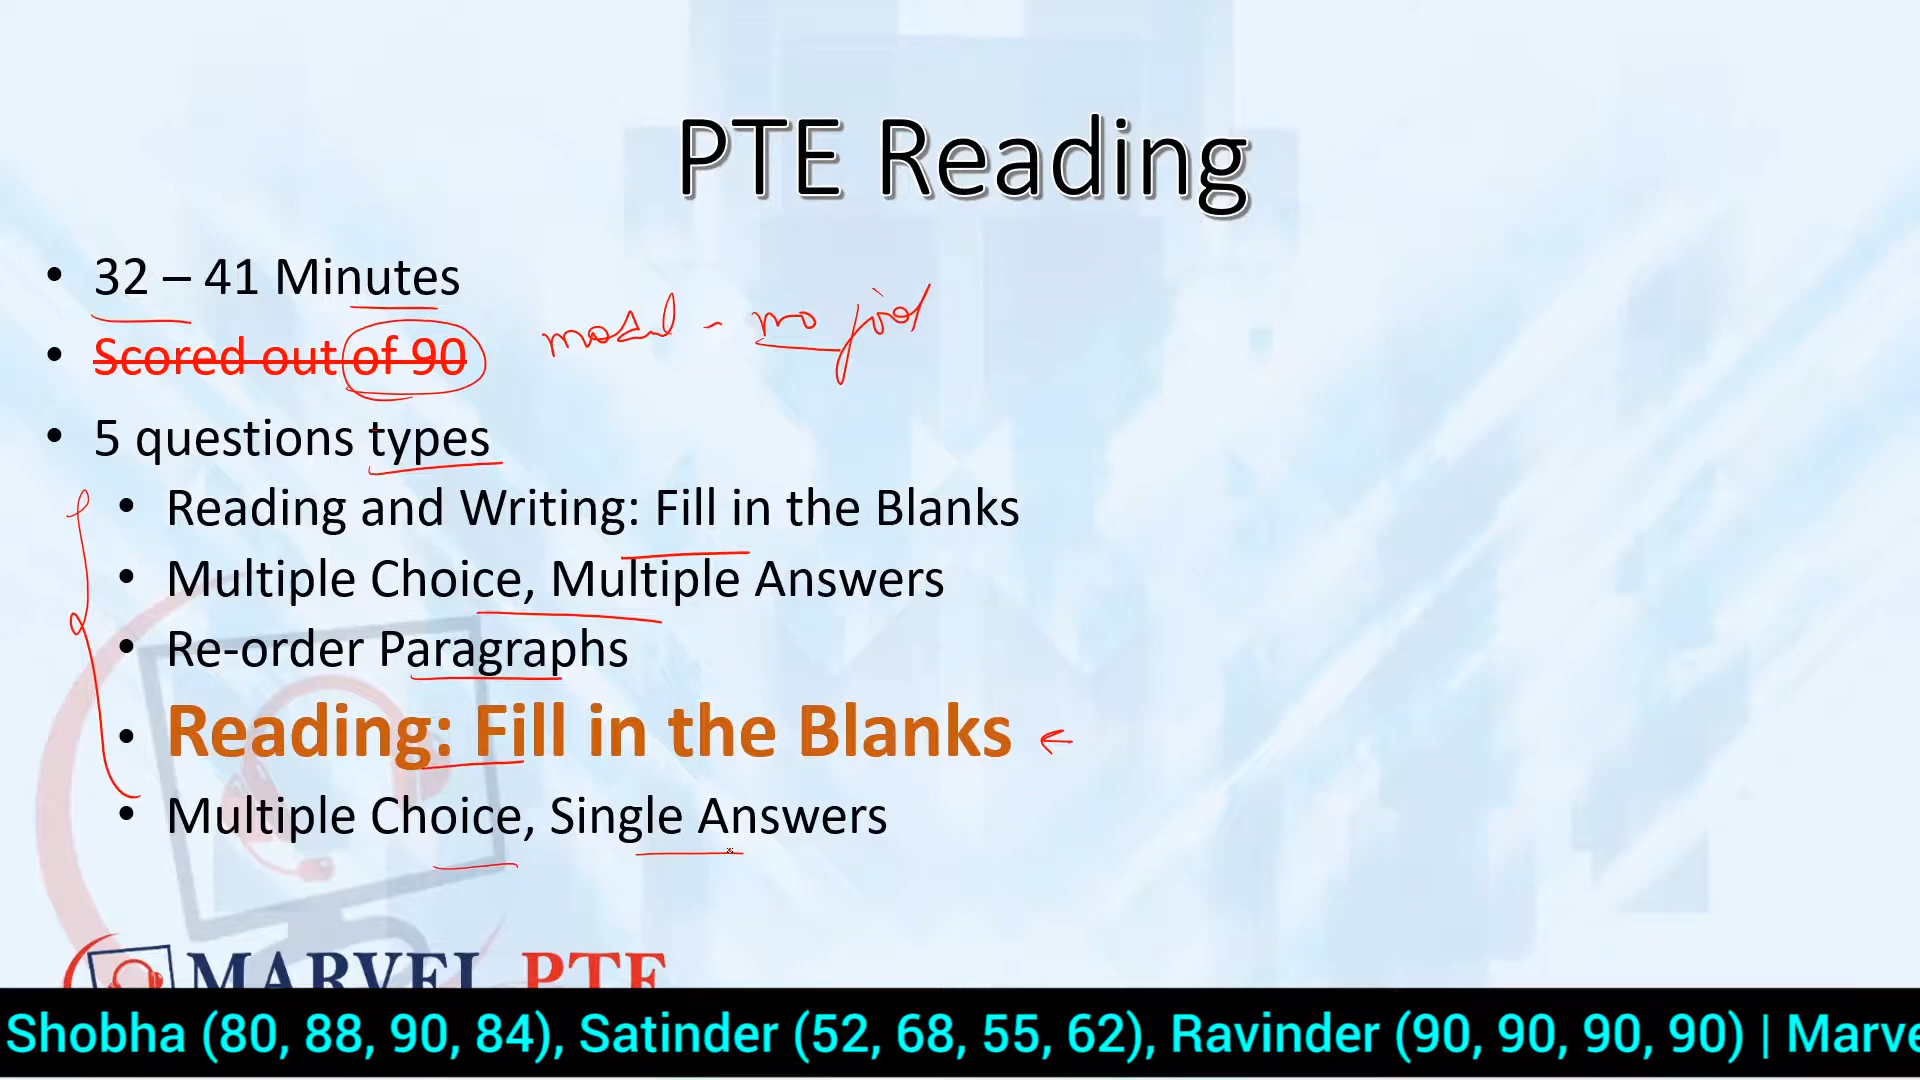 PTE Reading
• 32 – 41 Minutes
• Scored out of 90
• 5 questions types
• Reading and Writing: Fill in the Blanks
• Multiple Choice, Multiple Answers
• Re-order Paragraphs
• Reading: Fill in the Blanks
• Multiple Choice, Single Answers
MARVEL PTE
Shobha (80, 88, 90, 84), Satinder (52, 68, 55, 62), Ravinder (90, 90, 90, 90) | Marve